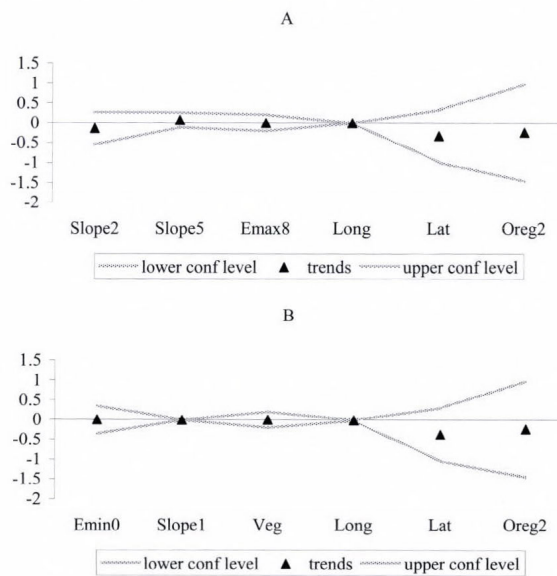 A
1.5
1
0.5
0
-0.5
-1
-1.5
-2
Slope2 Slope5 Emax8 Long Lat Oreg2
lower conf level ▲ trends upper conf level
B
1.5
1
0.5
0
-0.5
-1
-1.5
-2
Emin0 Slope1 Veg Long Lat Oreg2
lower conf level ▲ trends upper conf level